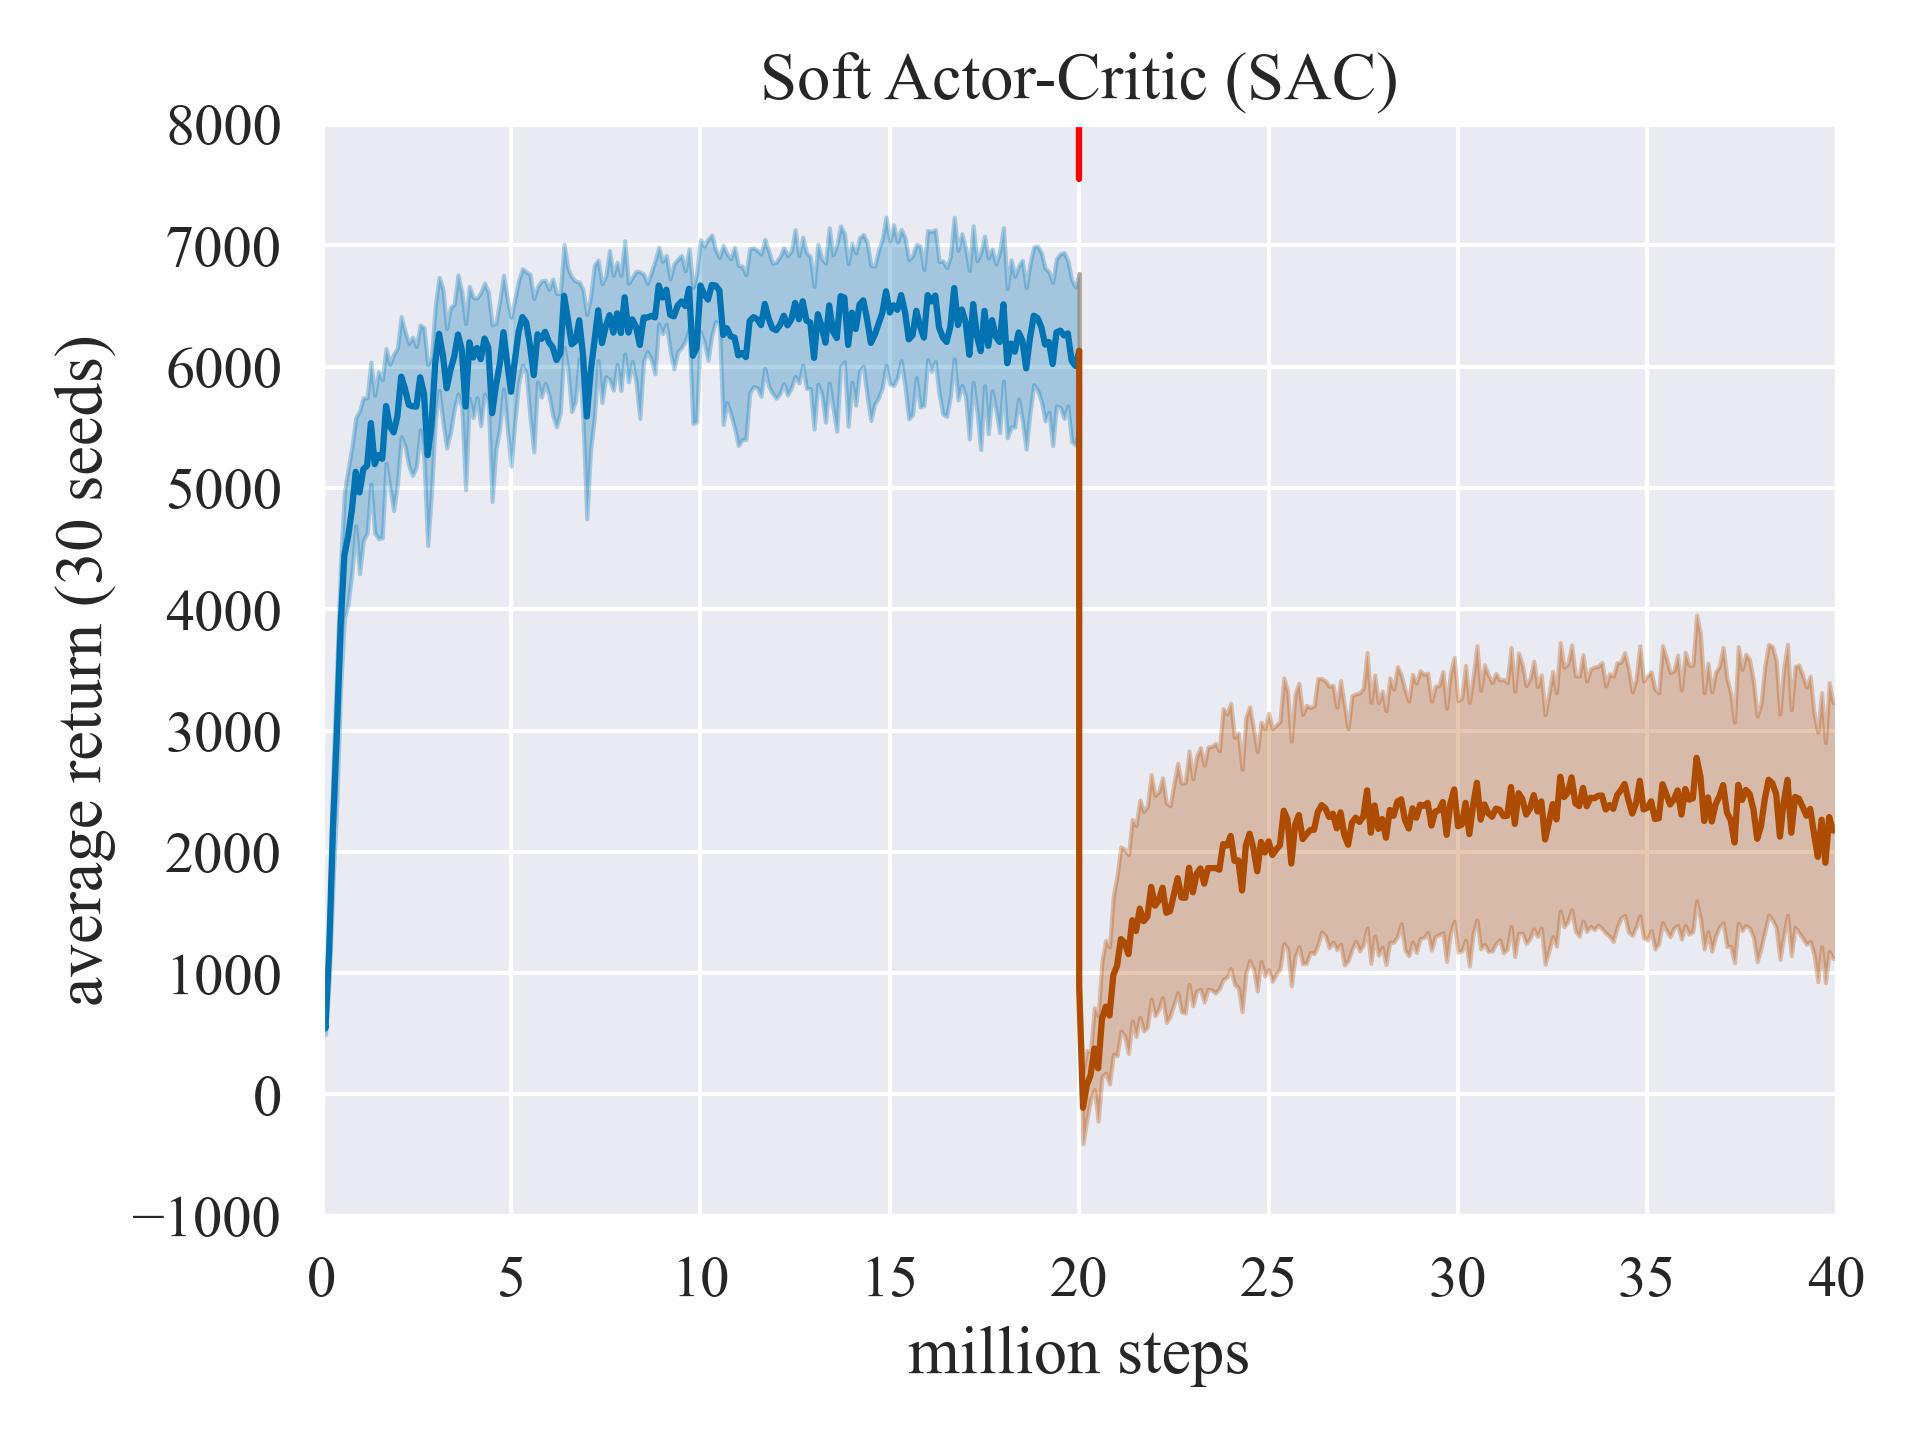 Soft Actor-Critic (SAC)
8000
7000
6000
5000
4000
3000
2000
1000
0
−1000
average return (30 seeds)
0 5 10 15 20 25 30 35 40
million steps